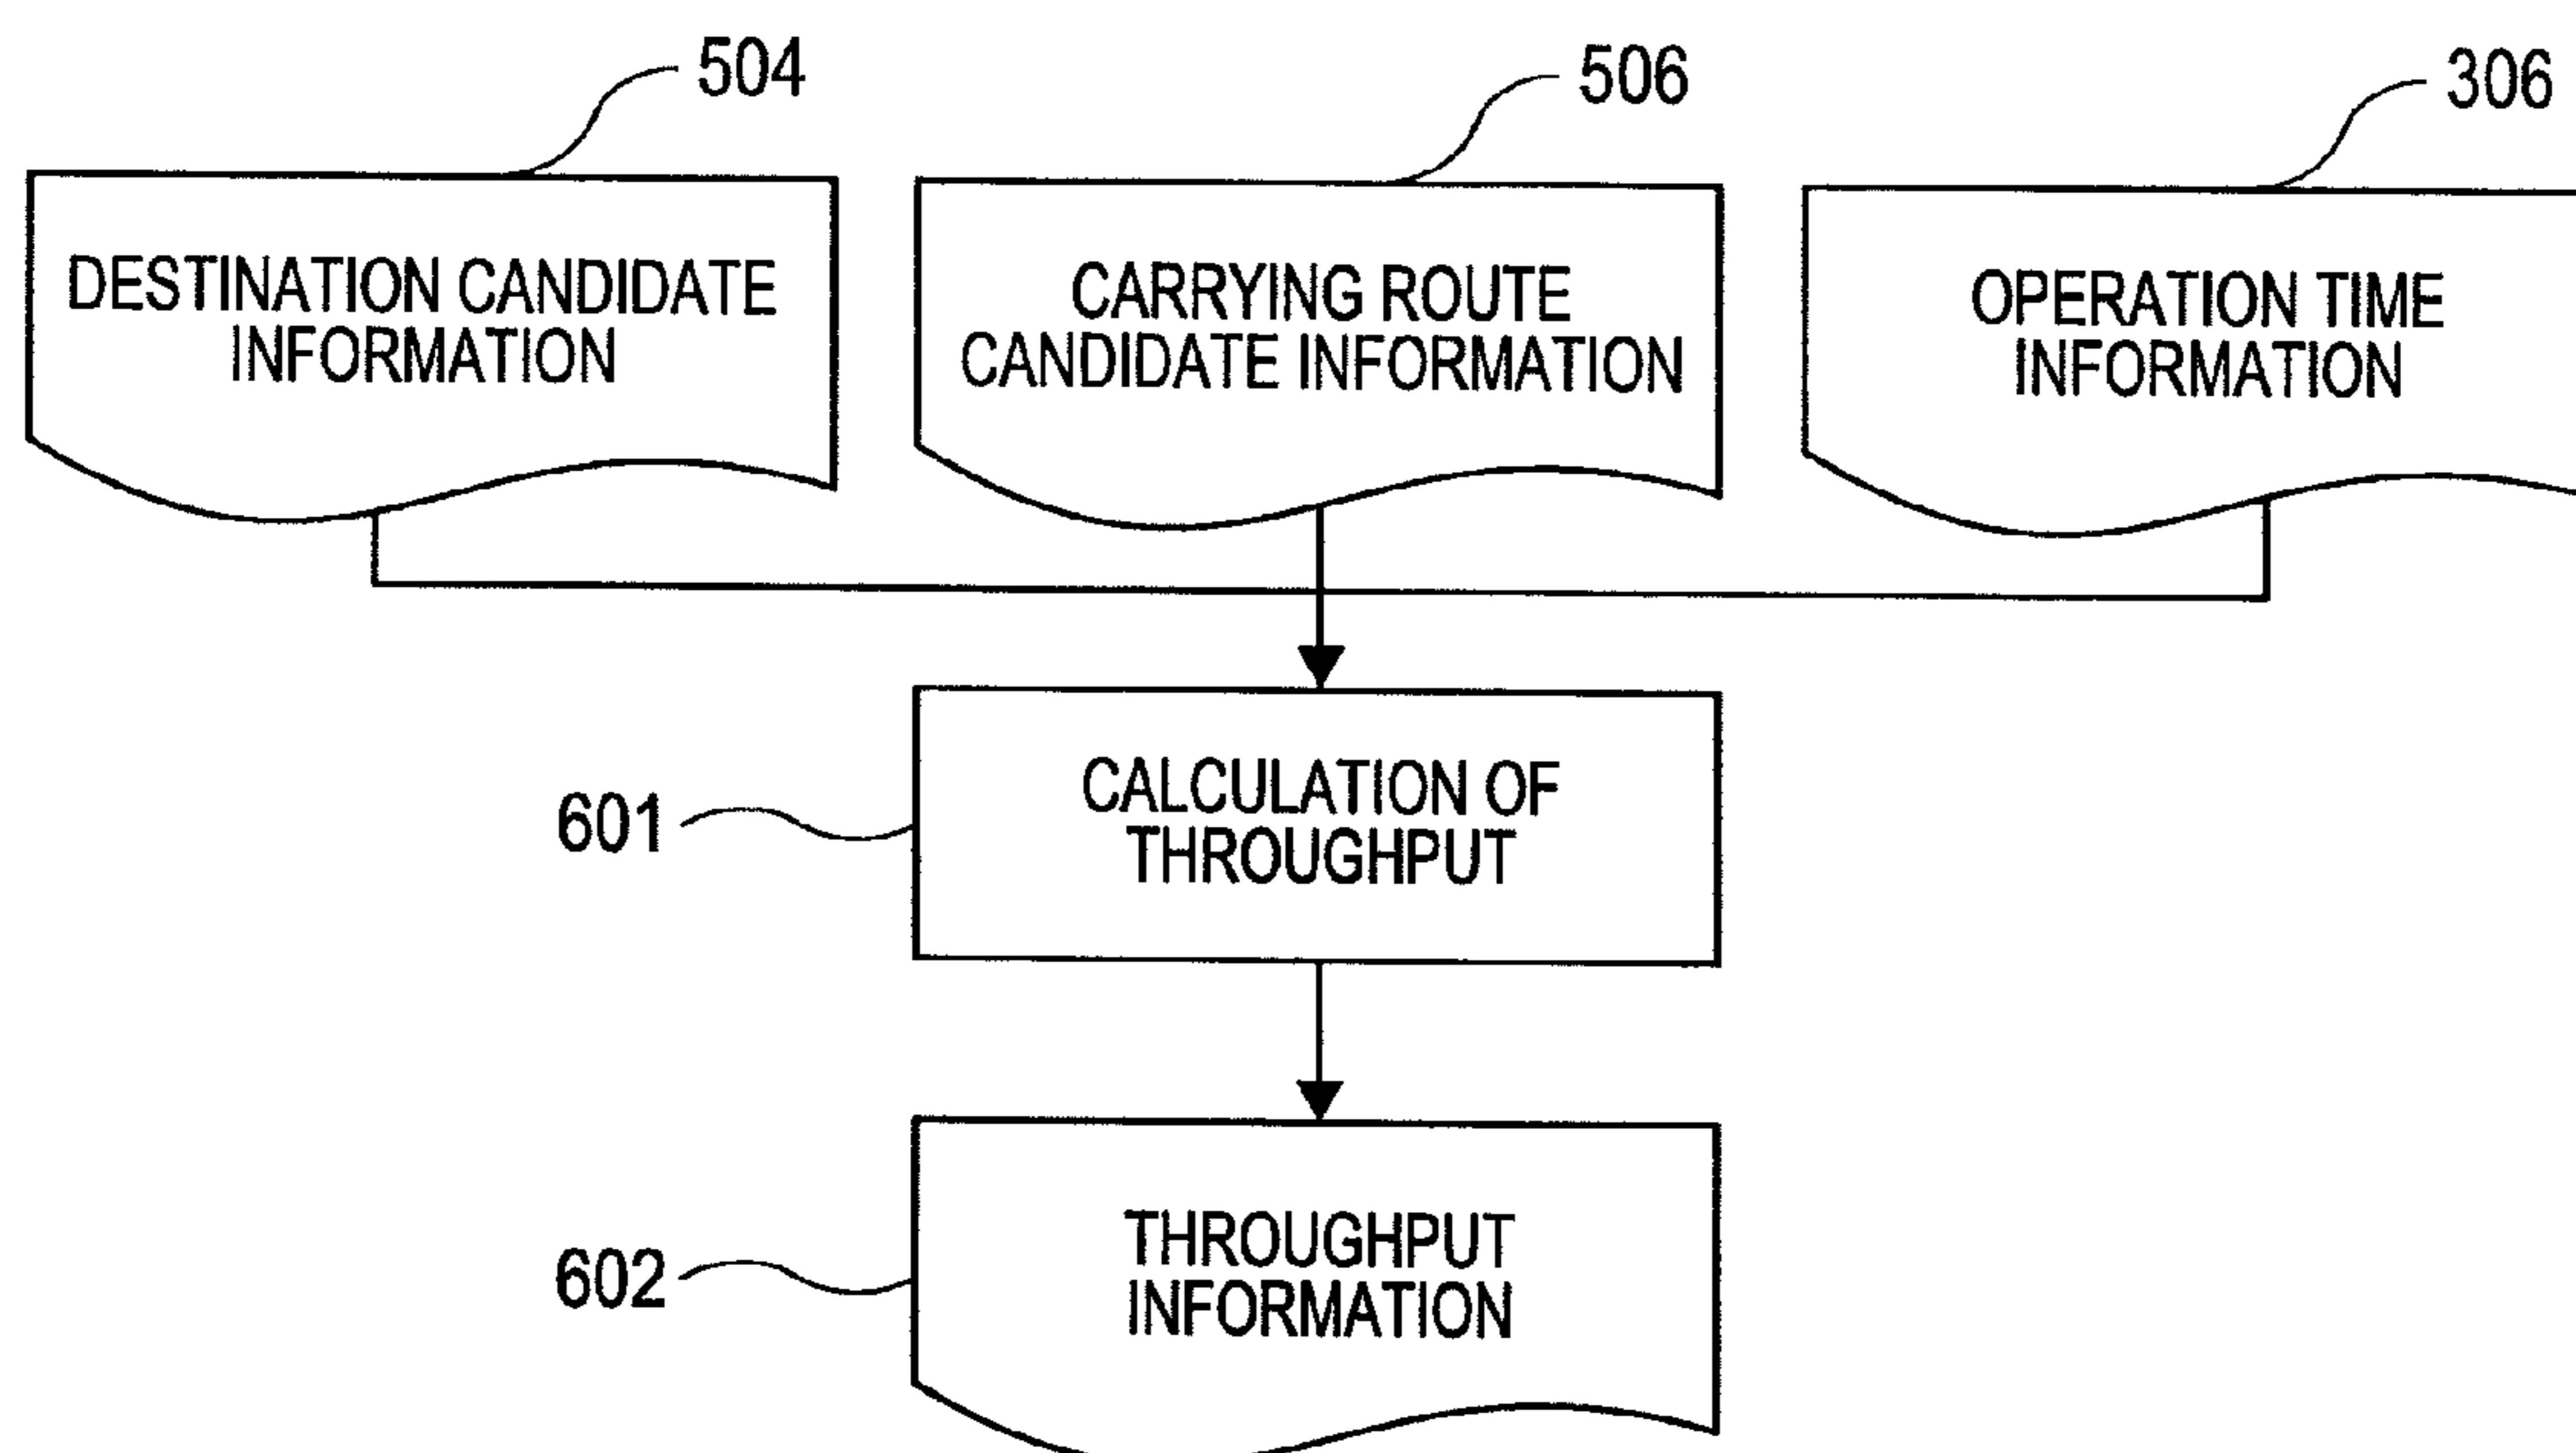 504
506
306
DESTINATION CANDIDATE
INFORMATION
CARRYING ROUTE
CANDIDATE INFORMATION
OPERATION TIME
INFORMATION
601
CALCULATION OF
THROUGHPUT
602
THROUGHPUT
INFORMATION